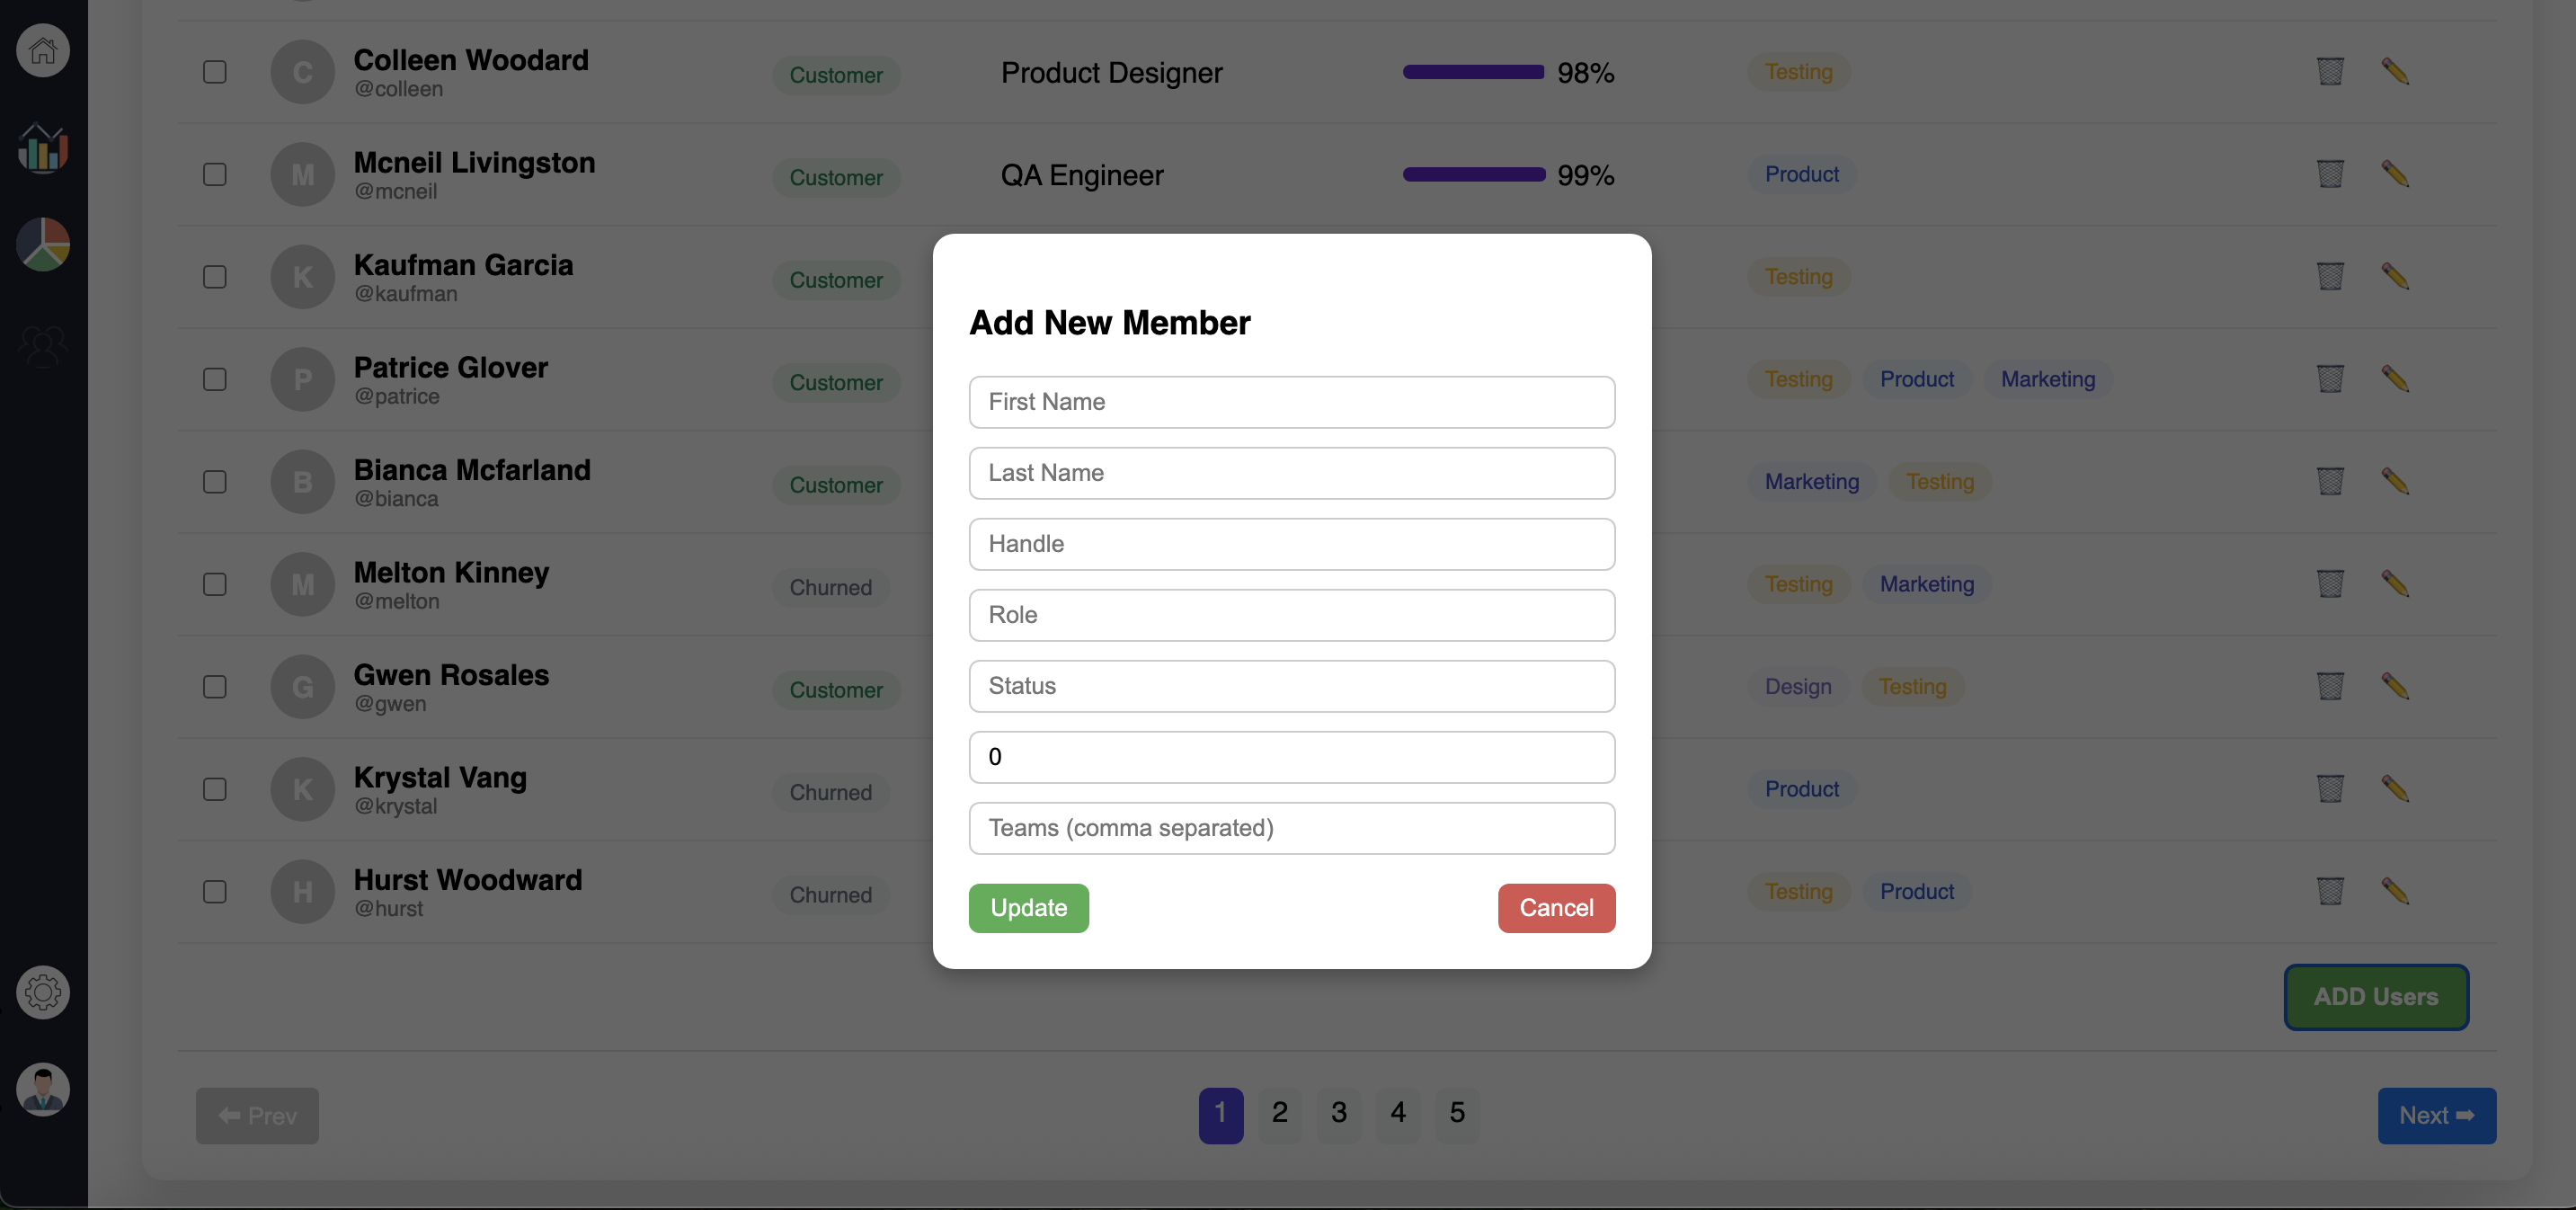 C Colleen Woodard Customer Product Designer 98% Testing
@colleen
M Mcneil Livingston Customer QA Engineer 99% Product
@mcneil
K Kaufman Garcia Customer Testing
@kaufman
P Patrice Glover Customer Testing Product Marketing
@patrice
B Bianca Mcfarland Customer Marketing Testing
@bianca
M Melton Kinney Churned Testing Marketing
@melton
G Gwen Rosales Customer Design Testing
@gwen
K Krystal Vang Churned Product
@krystal
H Hurst Woodward Churned Testing Product
@hurst
Add New Member
First Name
Last Name
Handle
Role
Status
0
Teams (comma separated)
Update Cancel
ADD Users
⬅ Prev 1 2 3 4 5 Next ➡